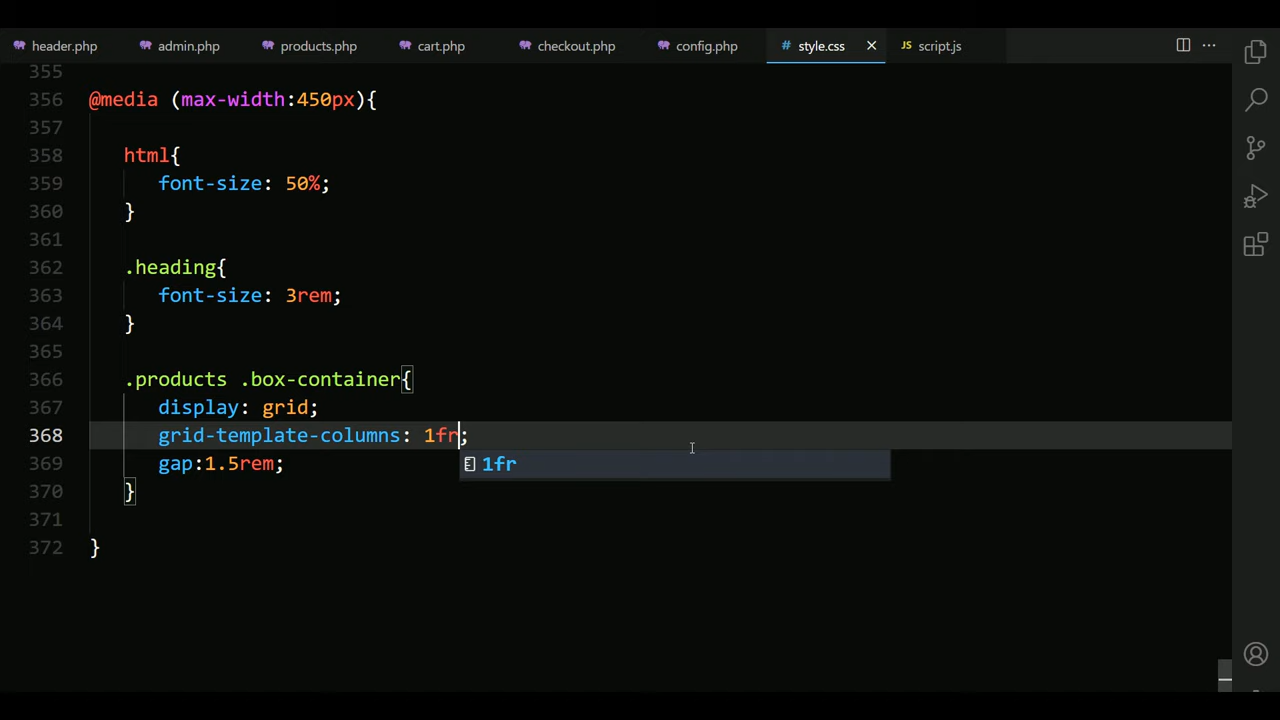 header.php admin.php products.php cart.php checkout.php config.php # style.css JS script.js
355
356 @media (max-width:450px){
357
358 html{
359 font-size: 50%;
360 }
361
362 .heading{
363 font-size: 3rem;
364 }
365
366 .products .box-container{
367 display: grid;
368 grid-template-columns: 1fr;
369 gap:1.5rem;
1fr
370 }
371
372 }